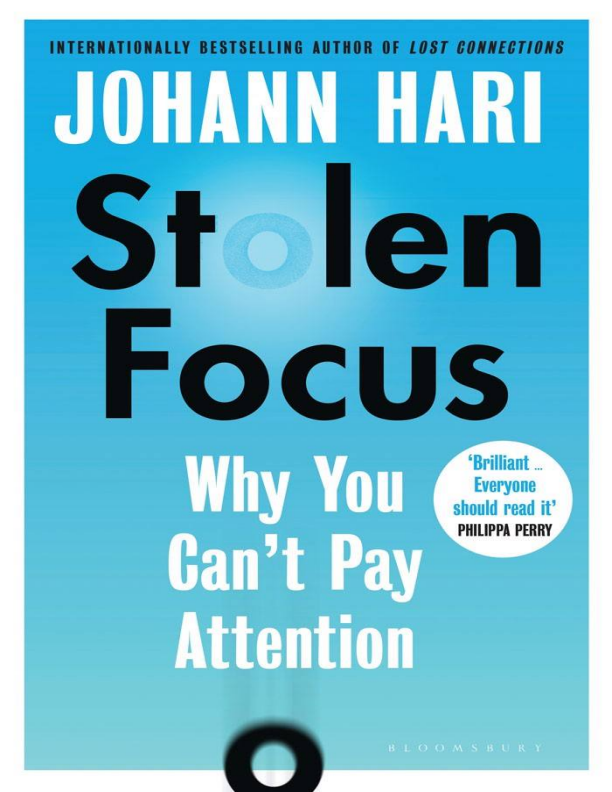 INTERNATIONALLY BESTSELLING AUTHOR OF LOST CONNECTIONS
JOHANN HARI
Stolen
Focus
Why You
Can't Pay
Attention
'Brilliant ...
Everyone
should read it'
PHILIPPA PERRY
BLOOMSBURY